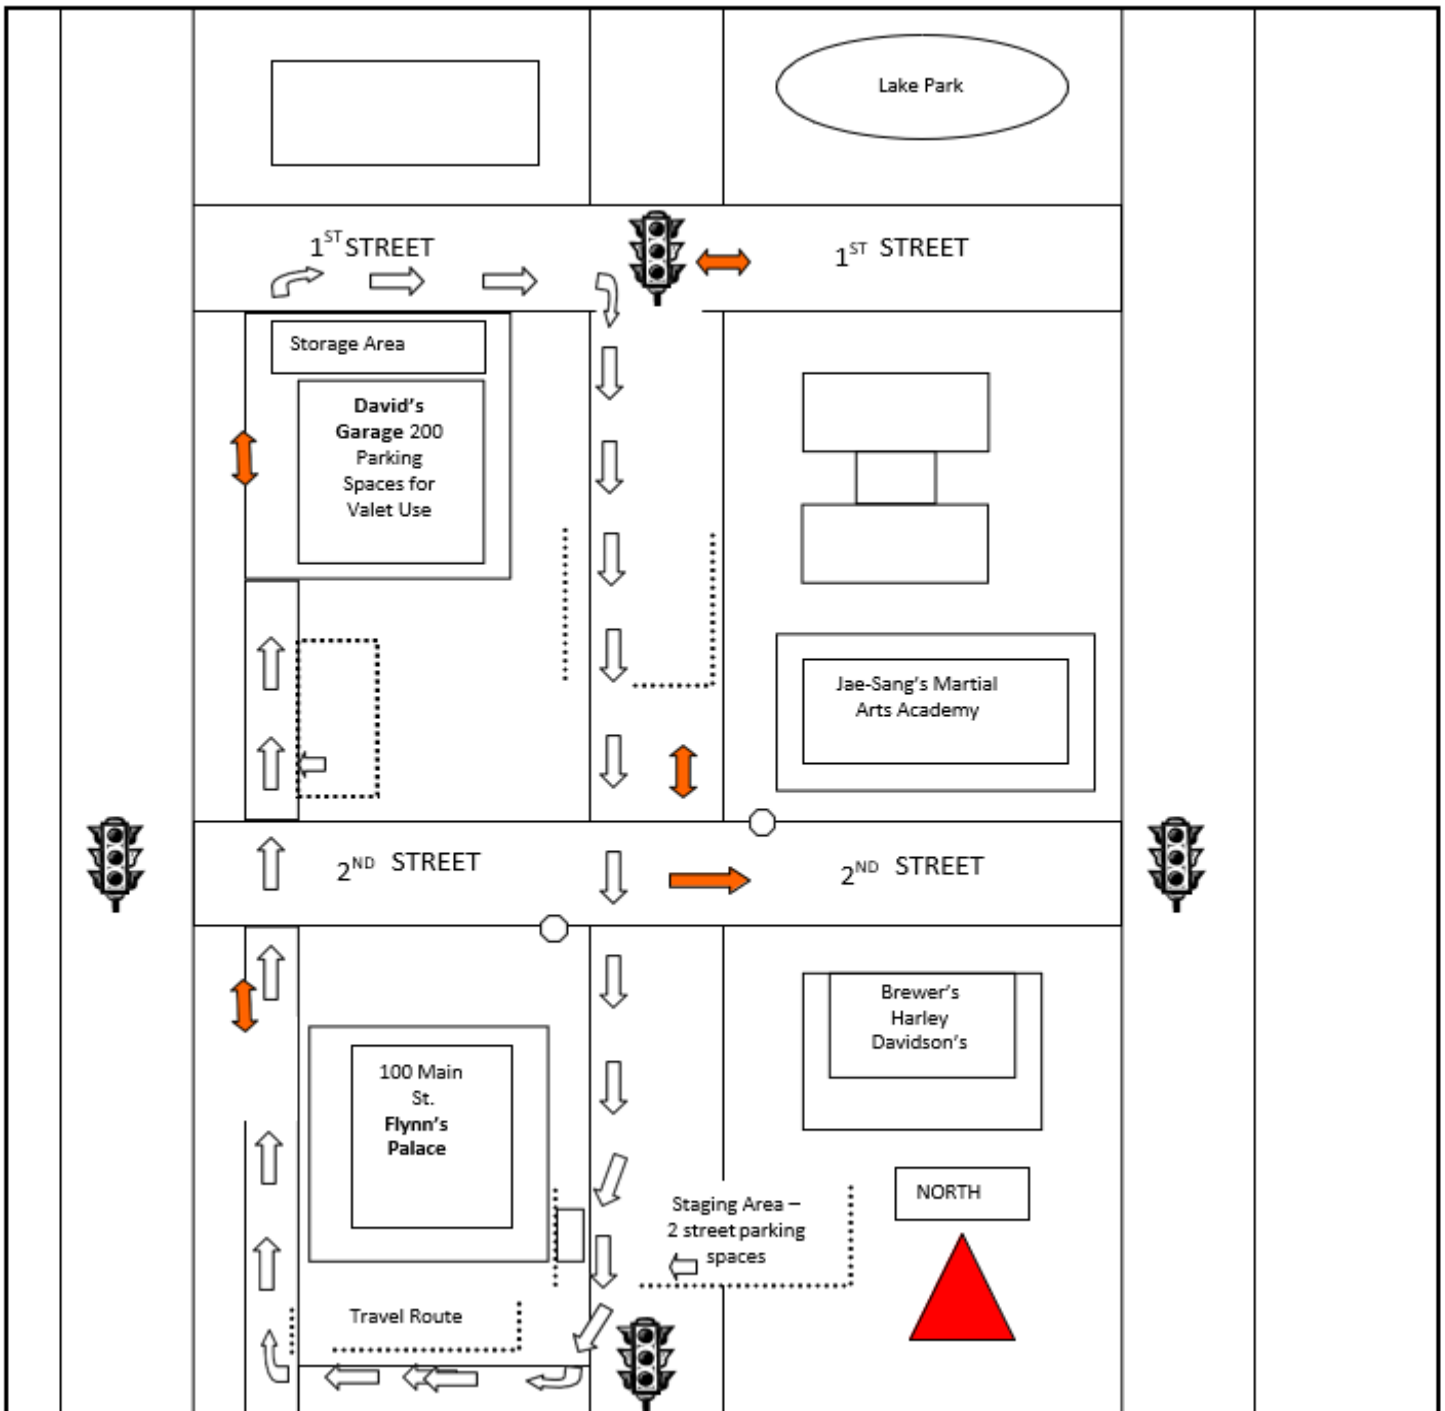 Lake Park
1ST STREET
1ST STREET
Storage Area
David's
Garage 200
Parking
Spaces for
Valet Use
Jae-Sang's Martial
Arts Academy
2ND STREET
2ND STREET
100 Main
St.
Flynn's
Palace
Brewer's
Harley
Davidson's
NORTH
Staging Area –
2 street parking
spaces
Travel Route